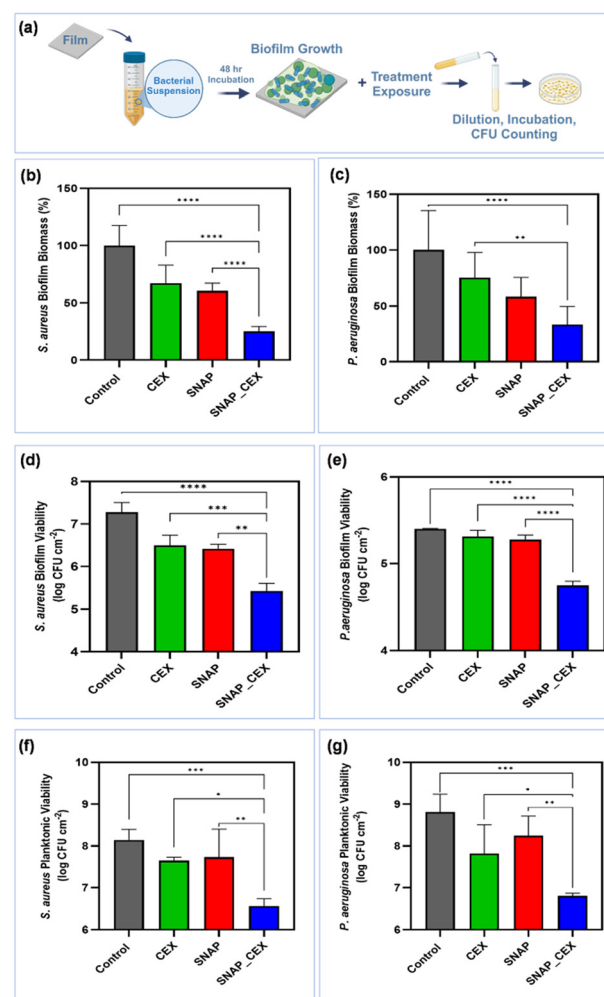 (a)
Film
Bacterial
Suspension
48 hr
Incubation
Biofilm Growth
+ Treatment
Exposure
Dilution, Incubation,
CFU Counting
(b)
S. aureus Biofilm Biomass (%)
150
100
50
0
****
****
****
Control
CEX
SNAP
SNAP_CEX
(c)
P. aeruginosa Biofilm Biomass (%)
150
100
50
0
****
**
Control
CEX
SNAP
SNAP_CEX
(d)
S. aureus Biofilm Viability
(log CFU cm-2)
8
7
6
5
4
****
***
**
Control
CEX
SNAP
SNAP_CEX
(e)
P.aeruginosa Biofilm Viability
(log CFU cm-2)
6
5
4
****
****
****
Control
CEX
SNAP
SNAP_CEX
(f)
S. aureus Planktonic Viability
(log CFU cm-2)
10
9
8
7
6
***
*
**
Control
CEX
SNAP
SNAP_CEX
(g)
P. aeruginosa Planktonic Viability
(log CFU cm-2)
10
9
8
7
6
***
*
**
Control
CEX
SNAP
SNAP_CEX